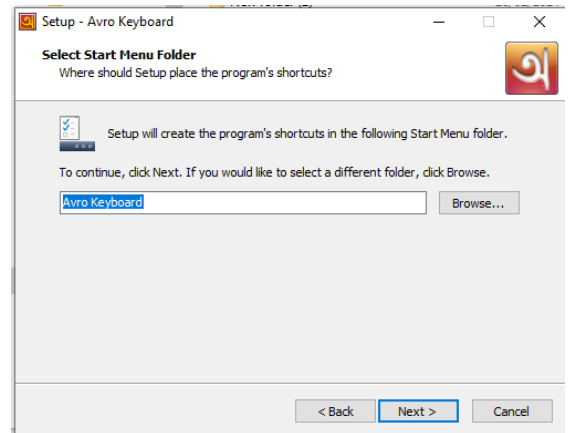 Setup - Avro Keyboard
Select Start Menu Folder
Where should Setup place the program's shortcuts?
অ
Setup will create the program's shortcuts in the following Start Menu folder.
To continue, click Next. If you would like to select a different folder, click Browse.
Avro Keyboard
Browse...
< Back
Next >
Cancel